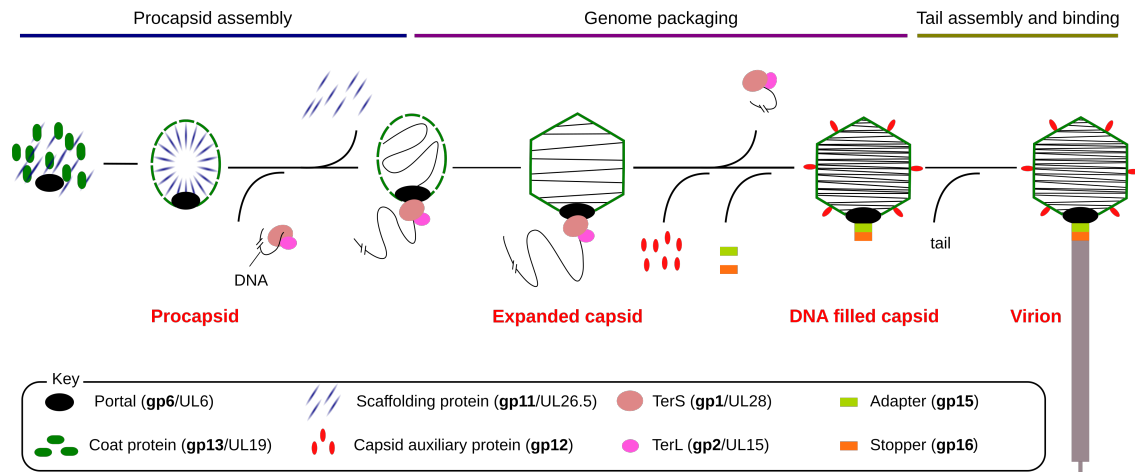 Procapsid assembly
Genome packaging
Tail assembly and binding
DNA
tail
Procapsid
Expanded capsid
DNA filled capsid
Virion
Key
Portal (gp6/UL6)
Scaffolding protein (gp11/UL26.5)
TerS (gp1/UL28)
Adapter (gp15)
Coat protein (gp13/UL19)
Capsid auxiliary protein (gp12)
TerL (gp2/UL15)
Stopper (gp16)